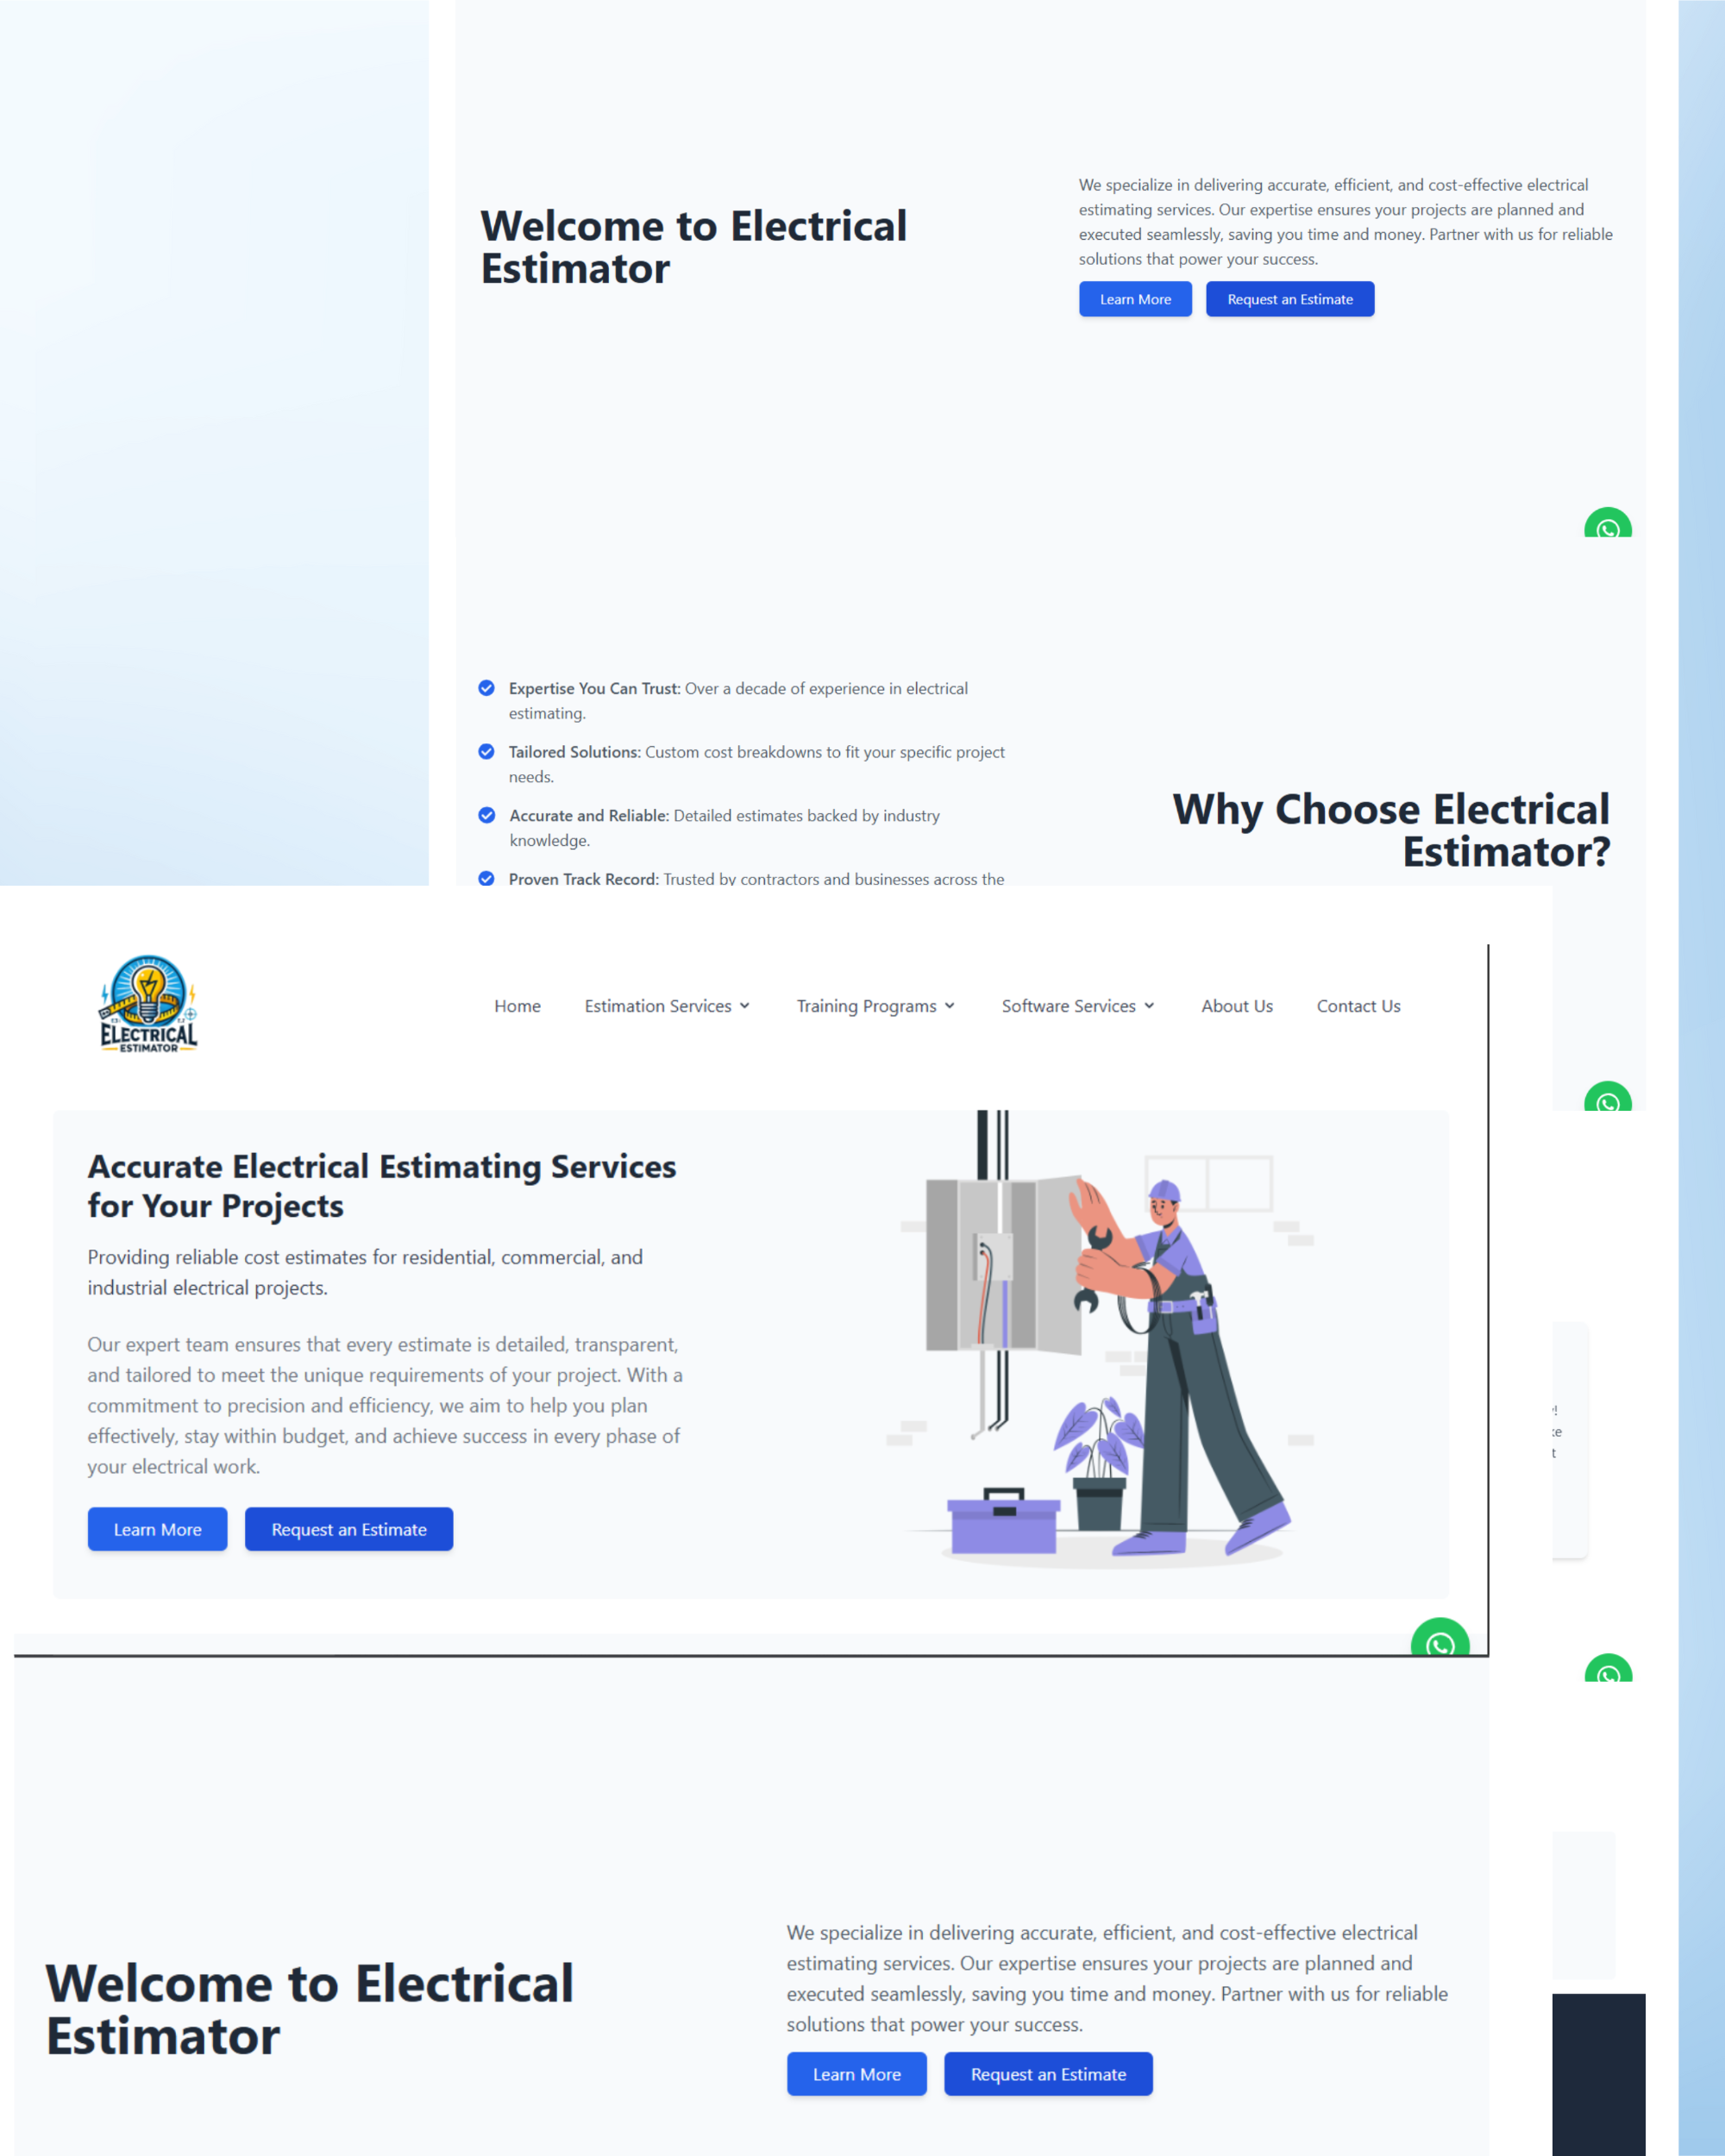 Welcome to Electrical
Estimator
We specialize in delivering accurate, efficient, and cost-effective electrical
estimating services. Our expertise ensures your projects are planned and
executed seamlessly, saving you time and money. Partner with us for reliable
solutions that power your success.
Learn More
Request an Estimate
Expertise You Can Trust: Over a decade of experience in electrical
estimating.
Tailored Solutions: Custom cost breakdowns to fit your specific project
needs.
Accurate and Reliable: Detailed estimates backed by industry
knowledge.
Proven Track Record: Trusted by contractors and businesses across the
Why Choose Electrical
Estimator?
ELECTRICAL
ESTIMATOR
Home
Estimation Services
Training Programs
Software Services
About Us
Contact Us
Accurate Electrical Estimating Services
for Your Projects
Providing reliable cost estimates for residential, commercial, and
industrial electrical projects.
Our expert team ensures that every estimate is detailed, transparent,
and tailored to meet the unique requirements of your project. With a
commitment to precision and efficiency, we aim to help you plan
effectively, stay within budget, and achieve success in every phase of
your electrical work.
Learn More
Request an Estimate
Welcome to Electrical
Estimator
We specialize in delivering accurate, efficient, and cost-effective electrical
estimating services. Our expertise ensures your projects are planned and
executed seamlessly, saving you time and money. Partner with us for reliable
solutions that power your success.
Learn More
Request an Estimate